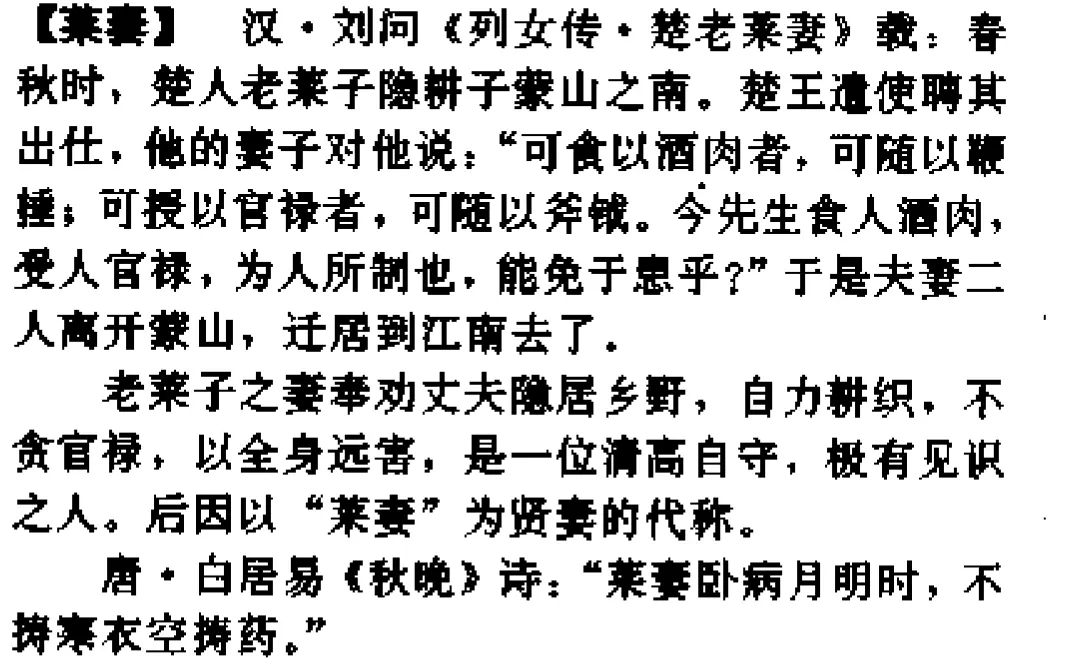 【莱妻】 汉·刘向《列女传·楚老莱妻》载：春
秋时，楚人老莱子隐耕于蒙山之南。楚王遣使聘其
出仕，他的妻子对他说：“可食以酒肉者，可随以鞭
捶；可授以官禄者，可随以斧钺。今先生食人酒肉，
受人官禄，为人所制也，能免于患乎？”于是夫妻二
人离开蒙山，迁居到江南去了．
老莱子之妻奉劝丈夫隐居乡野，自力耕织，不
贪官禄，以全身远害，是一位清高自守，极有见识
之人。后因以“莱妻”为贤妻的代称。
唐·白居易《秋晚》诗：“莱妻卧病月明时，不
捣寒衣空捣药。”